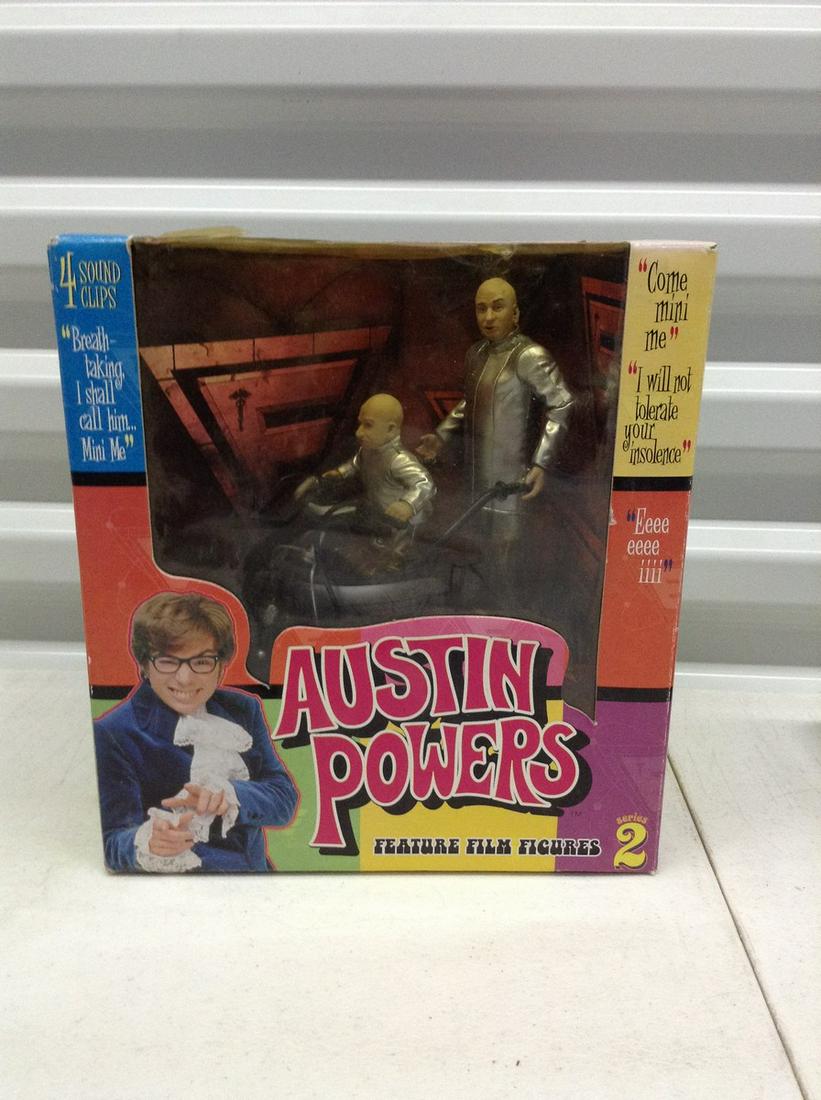 4 SOUND
CLIPS
"Breath-
taking,
I shall
call him...
Mini Me"
"Come
mini
me"
"I will not
tolerate
your
insolence"
"Eeee
eeee
iiii"
AUSTIN
POWERS
TM
FEATURE FILM FIGURES
series
2